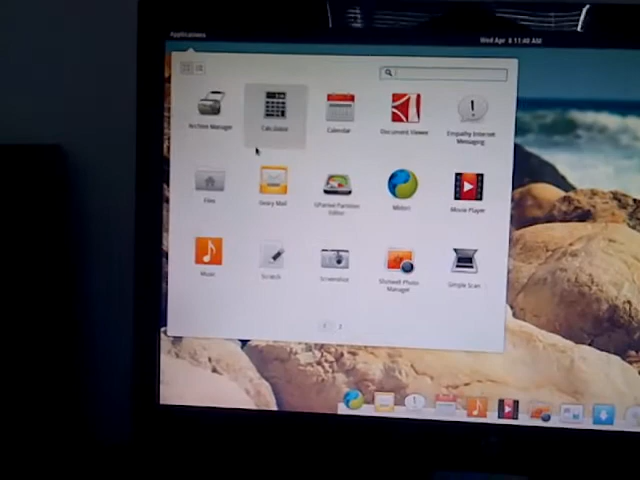 Applications
Wed Apr 8 11:40 AM
Archive Manager
Calculator
Calendar
Document Viewer
Empathy Internet
Messaging
Files
Geary Mail
GParted Partition
Editor
Midori
Movie Player
Music
Scratch
Screenshot
Shotwell Photo
Manager
Simple Scan
2